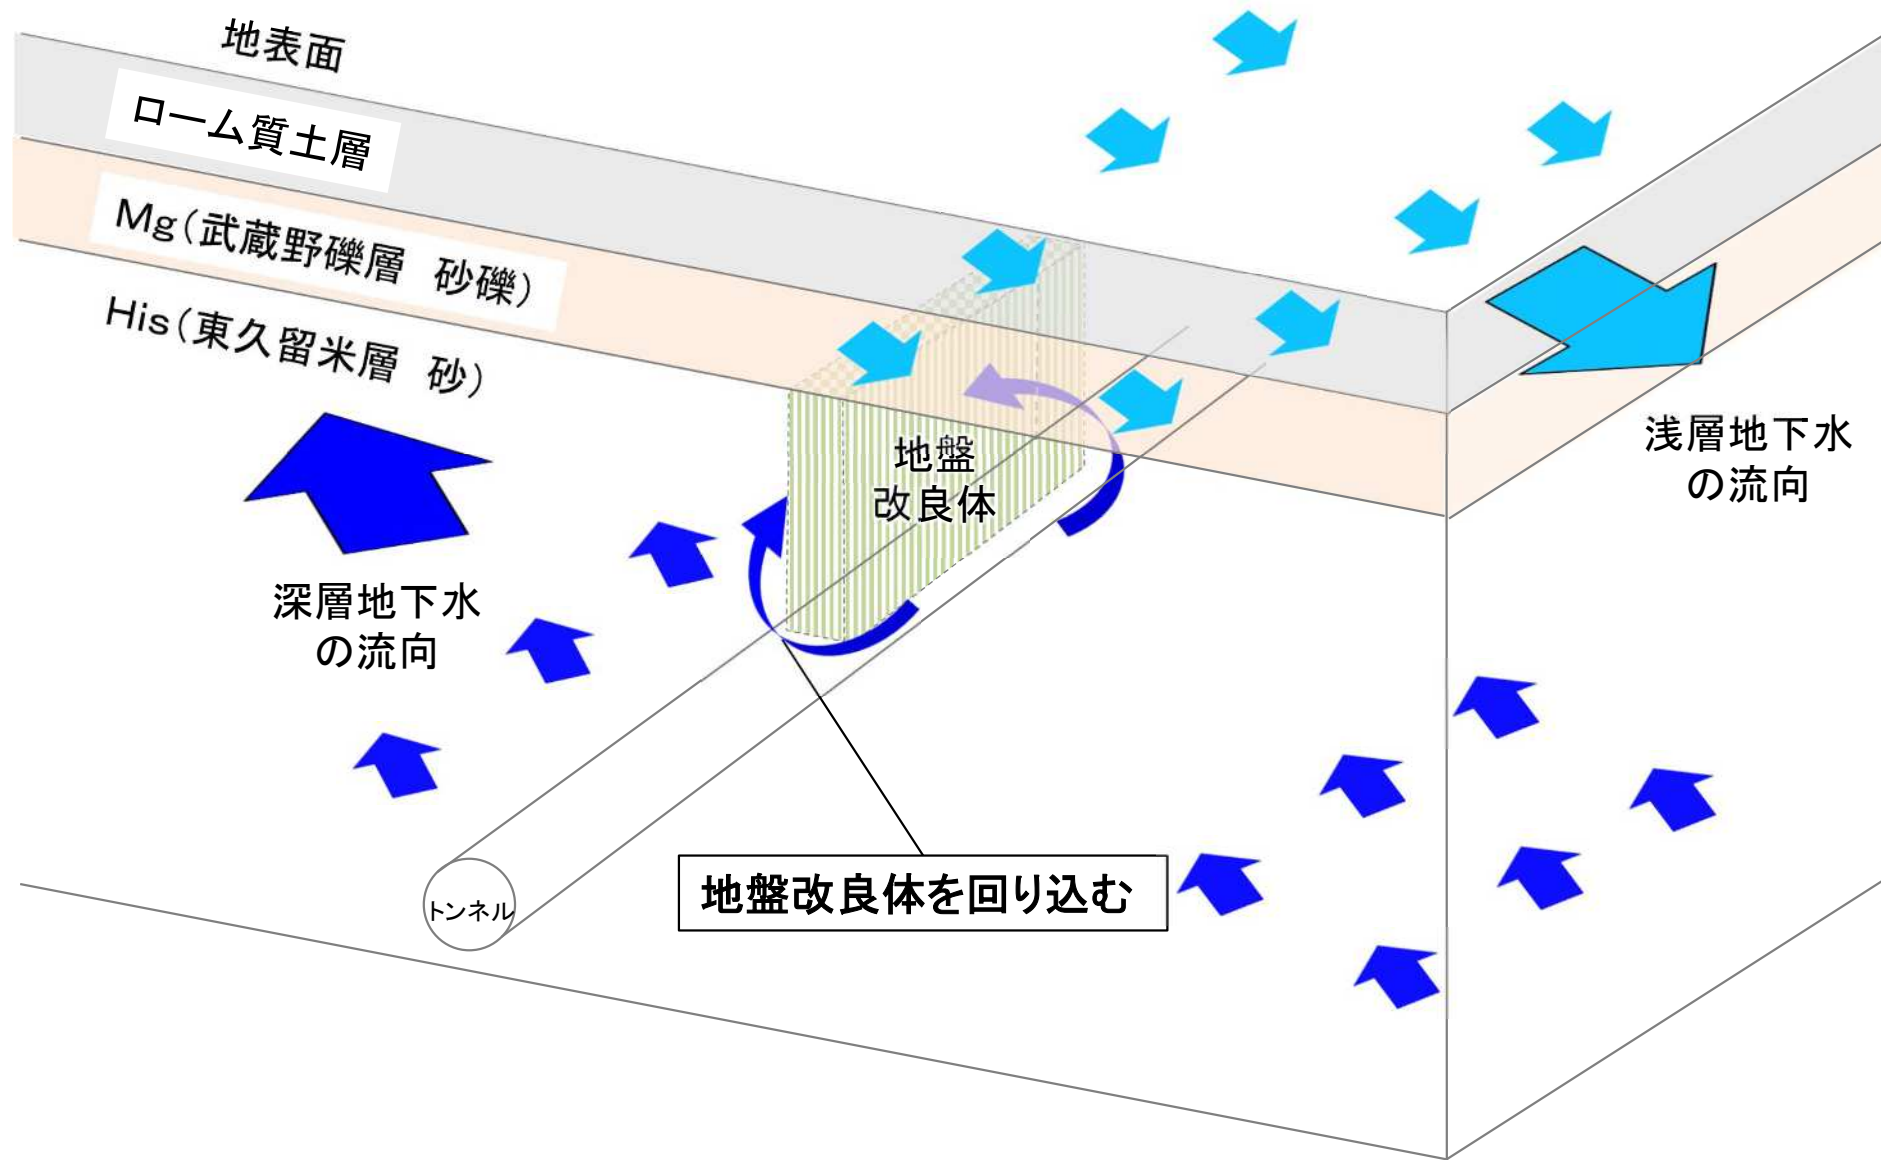 地表面
ローム質土層
Mg（武蔵野礫層　砂礫）
His（東久留米層　砂）
地盤
改良体
浅層地下水
の流向
深層地下水
の流向
地盤改良体を回り込む
トンネル